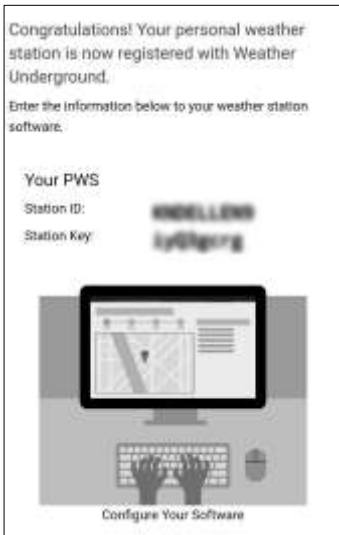 Congratulations! Your personal weather
station is now registered with Weather
Underground.
Enter the information below to your weather station
software.
Your PWS
Station ID:
Station Key:
Configure Your Software